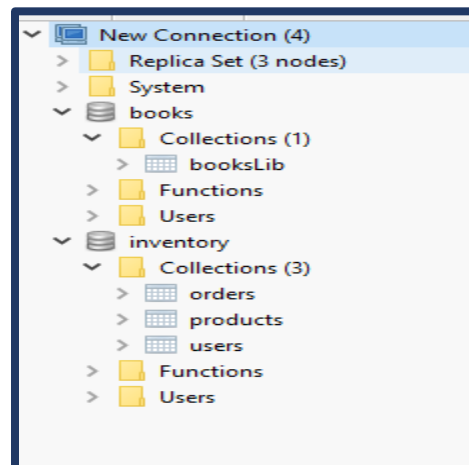 New Connection (4)
Replica Set (3 nodes)
System
books
Collections (1)
booksLib
Functions
Users
inventory
Collections (3)
orders
products
users
Functions
Users